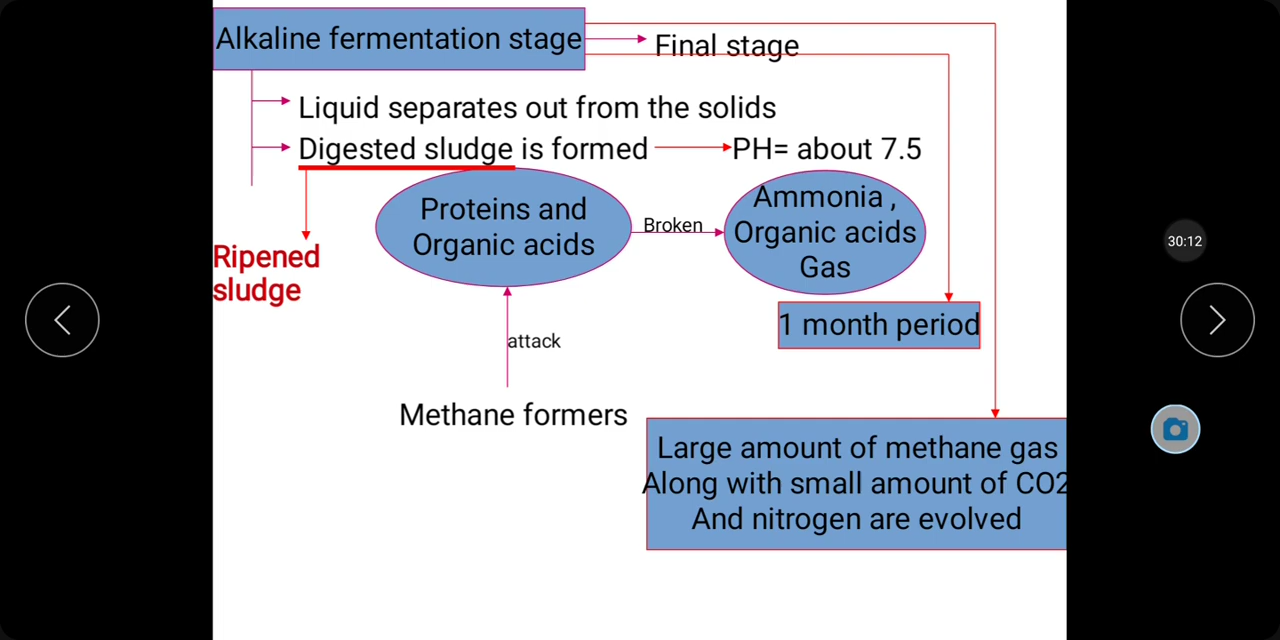 Alkaline fermentation stage
Final stage
Liquid separates out from the solids
Digested sludge is formed
PH= about 7.5
Proteins and
Organic acids
Broken
Ammonia ,
Organic acids
Gas
30:12
Ripened
sludge
1 month period
attack
Methane formers
Large amount of methane gas
Along with small amount of CO2
And nitrogen are evolved